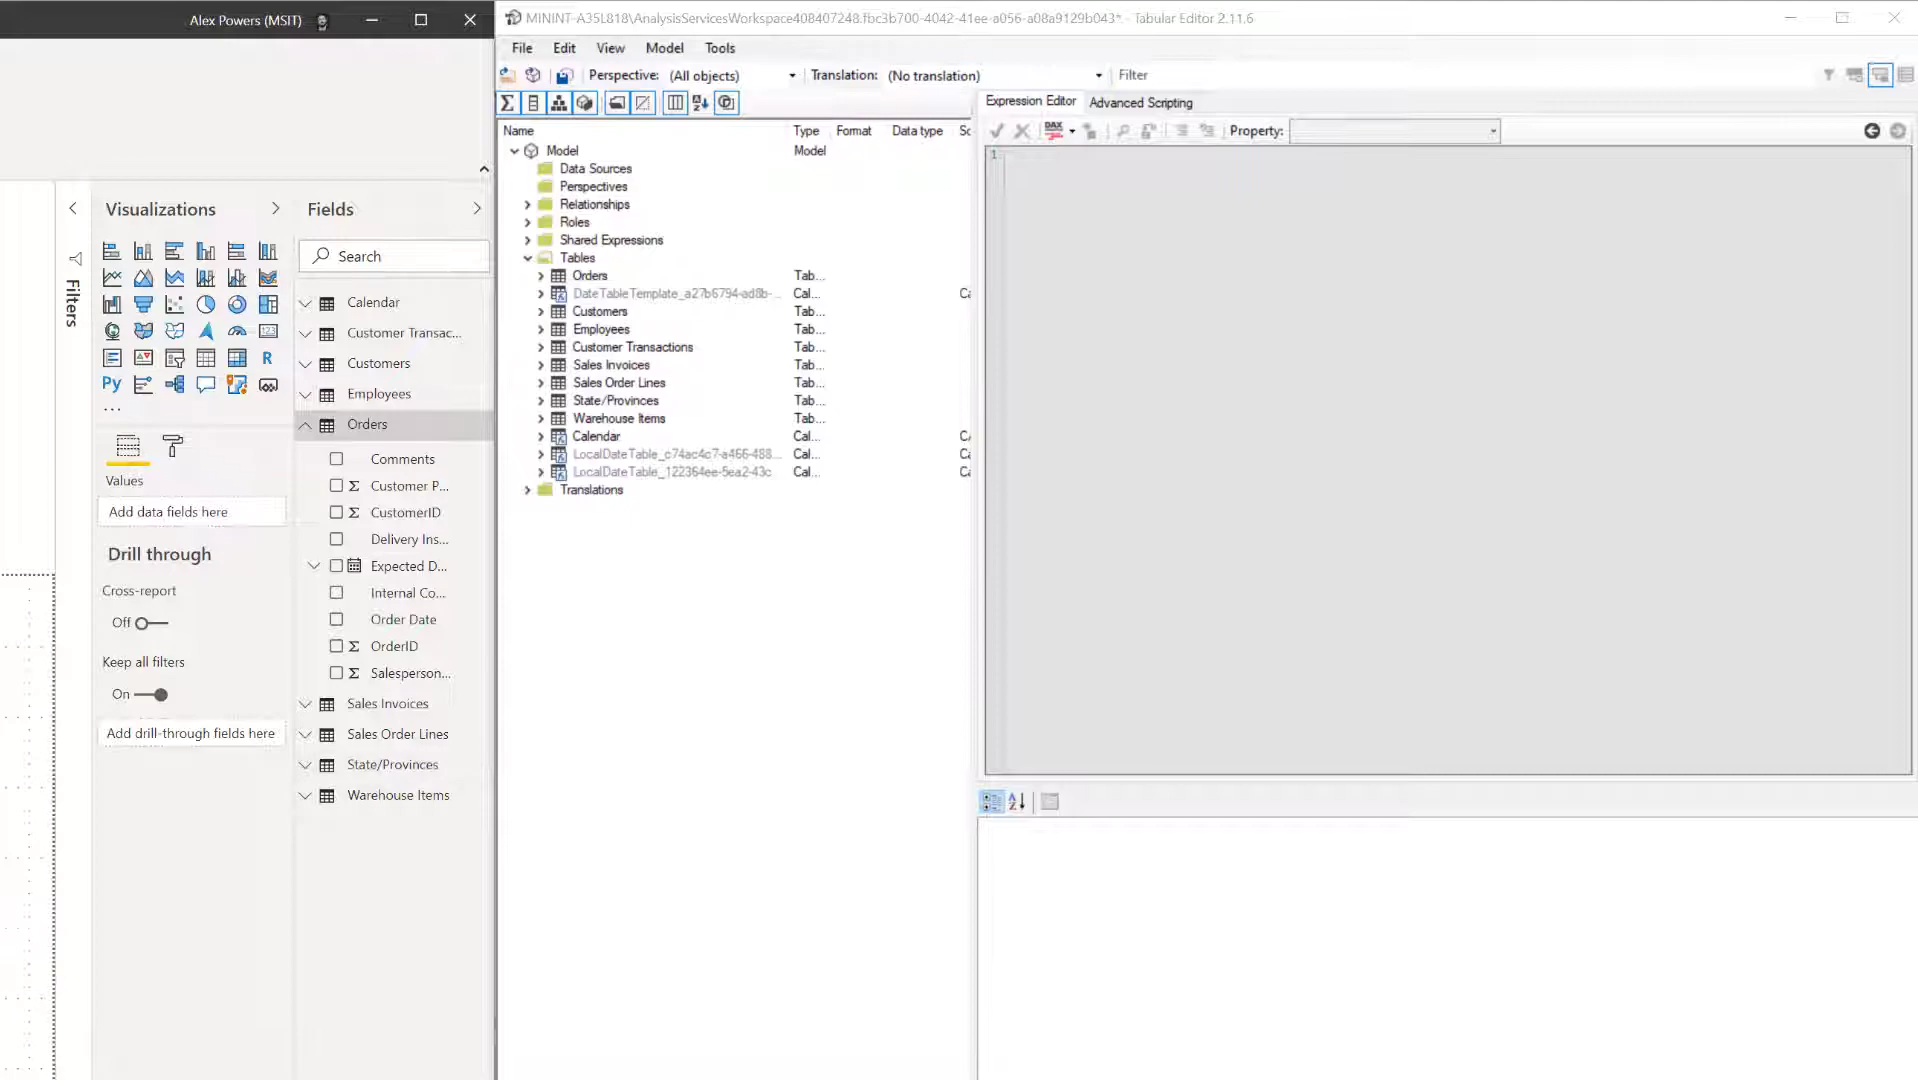 Alex Powers (MSIT)
Visualizations
Fields
Search
Filters
Calendar
Customer Transac...
Customers
Employees
Orders
R
Py
123
...
Comments
Customer P...
CustomerID
Delivery Ins...
Expected D...
Internal Co...
Order Date
OrderID
Salesperson...
Sales Invoices
Sales Order Lines
State/Provinces
Warehouse Items
Values
Add data fields here
Drill through
Cross-report
Off
Keep all filters
On
Add drill-through fields here
MININT-A35L818\AnalysisServicesWorkspace408407248.fbc3b700-4042-41ee-a056-a08a9129b043* - Tabular Editor 2.11.6
File Edit View Model Tools
Perspective: (All objects) Translation: (No translation) Filter
Name Type Format Data type Sc
Model Model
Data Sources
Perspectives
Relationships
Roles
Shared Expressions
Tables
Orders Tab...
DateTableTemplate_a27b6794-ad8b-... Cal... Ca
Customers Tab...
Employees Tab...
Customer Transactions Tab...
Sales Invoices Tab...
Sales Order Lines Tab...
State/Provinces Tab...
Warehouse Items Tab...
Calendar Cal... CA
LocalDateTable_c74ac4c7-a466-488... Cal... Ca
LocalDateTable_122364ee-5ea2-43c Cal... Ca
Translations
Expression Editor Advanced Scripting
DAX
Property:
1